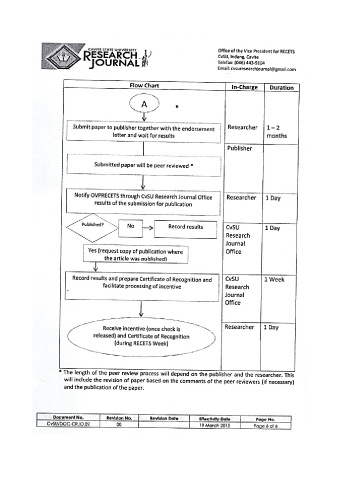 CAVITE STATE UNIVERSITY
RESEARCH
JOURNAL
Office of the Vice President for RECETS
CvSU, Indang, Cavite
Telefax: (046) 443-9164
Email: cvsuresearchjournal@gmail.com
Flow Chart In-Charge Duration
A
Submit paper to publisher together with the endorsement
letter and wait for results
Researcher
1 – 2
months
Publisher
Submitted paper will be peer reviewed *
Notify OVPRECETS through CvSU Research Journal Office
results of the submission for publication
Researcher
1 Day
Published?
No
Record results
CvSU
Research
Journal
Office
1 Day
Yes (request copy of publication where
the article was published)
Record results and prepare Certificate of Recognition and
facilitate processing of incentive
CvSU
Research
Journal
Office
1 Week
Receive incentive (once check is
released) and Certificate of Recognition
(during RECETS Week)
Researcher
1 Day
* The length of the peer review process will depend on the publisher and the researcher. This
will include the revision of paper based on the comments of the peer reviewers (if necessary)
and the publication of the paper.
Document No. Revision No. Revision Date Effectivity Date Page No.
00 19 March 2015 Page 6 of 6